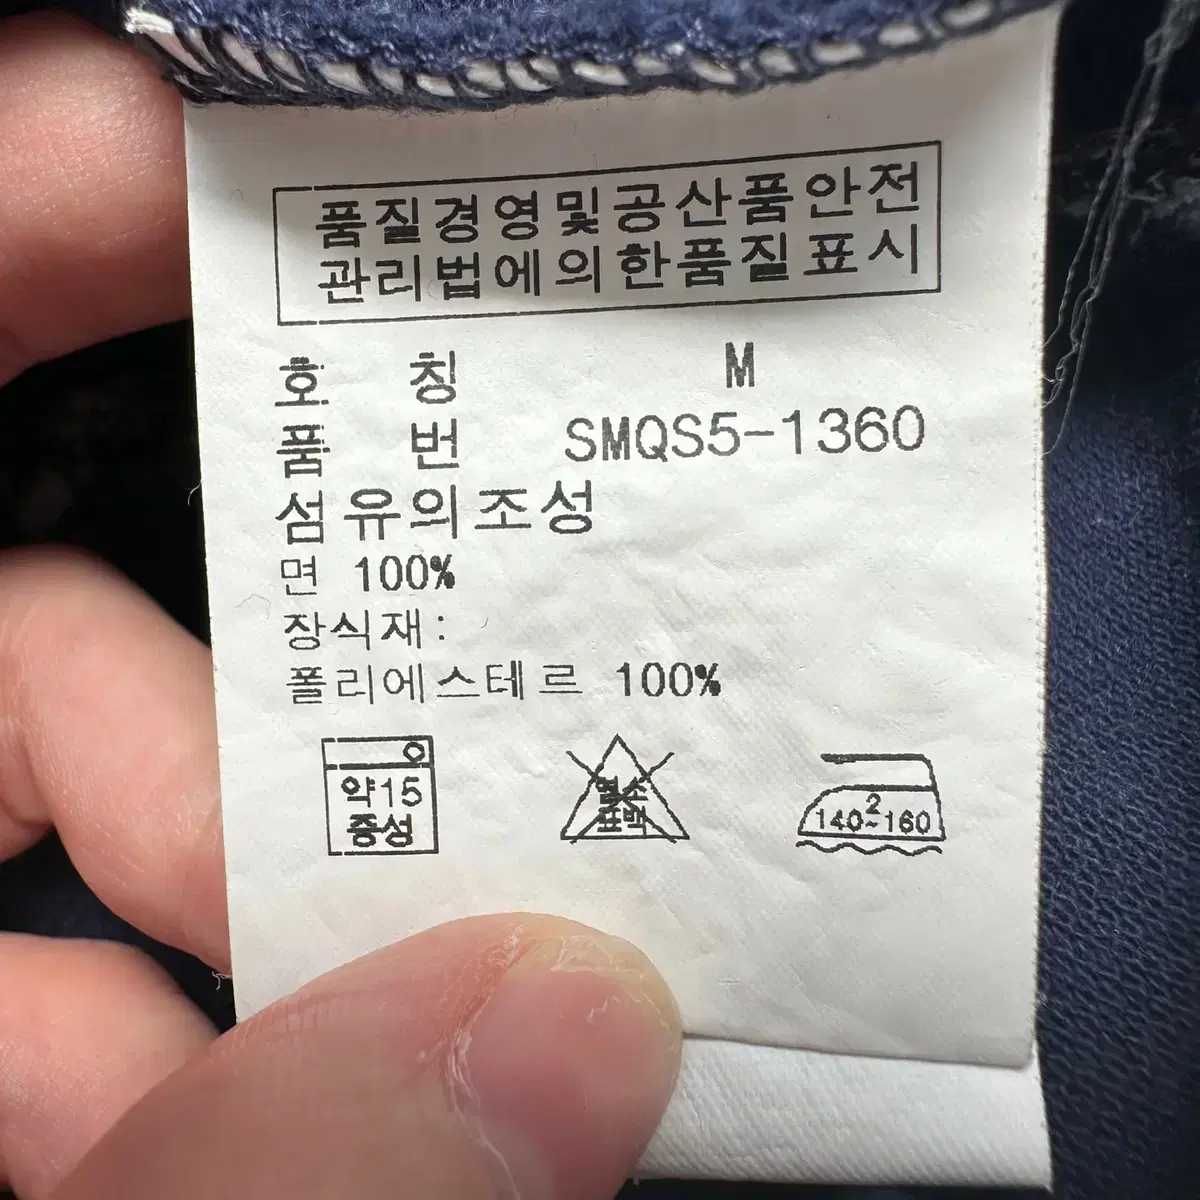 품질경영및공산품안전
관리법에의한품질표시
호 칭 M
품 번 SMQS5-1360
섬유의조성
면 100%
장식재:
폴리에스테르 100%
약15
중성
염소
표백
2
140~160